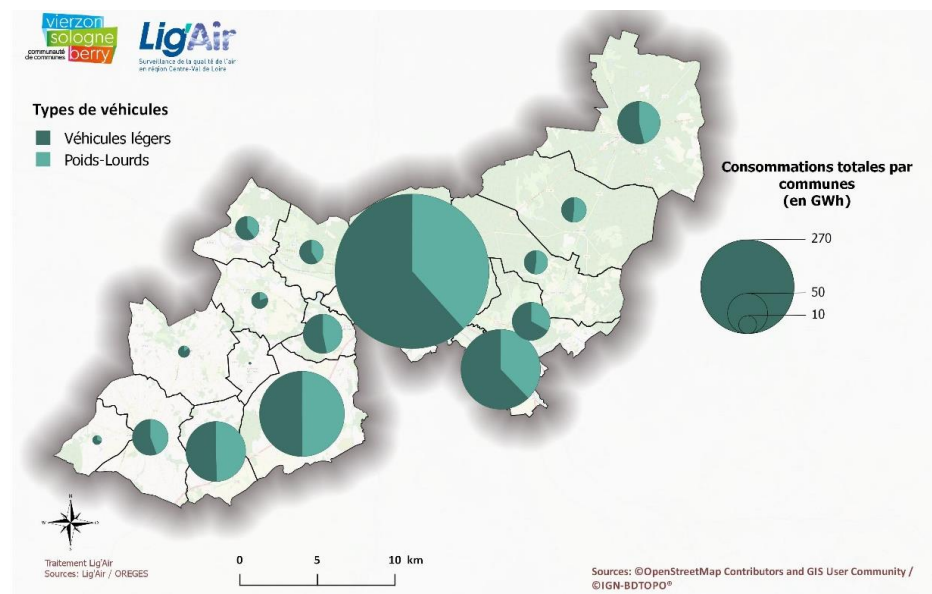 vierzon
sologne
berry
communauté
de communes
Lig'Air
Surveillance de la qualité de l'air
en région Centre-Val de Loire
Types de véhicules
Véhicules légers
Poids-Lourds
Consommations totales par
communes
(en GWh)
270
50
10
N
S
Traitement Lig'Air
Sources: Lig'Air / OREGES
0 5 10 km
Sources: ©OpenStreetMap Contributors and GIS User Community /
©IGN-BDTOPO®